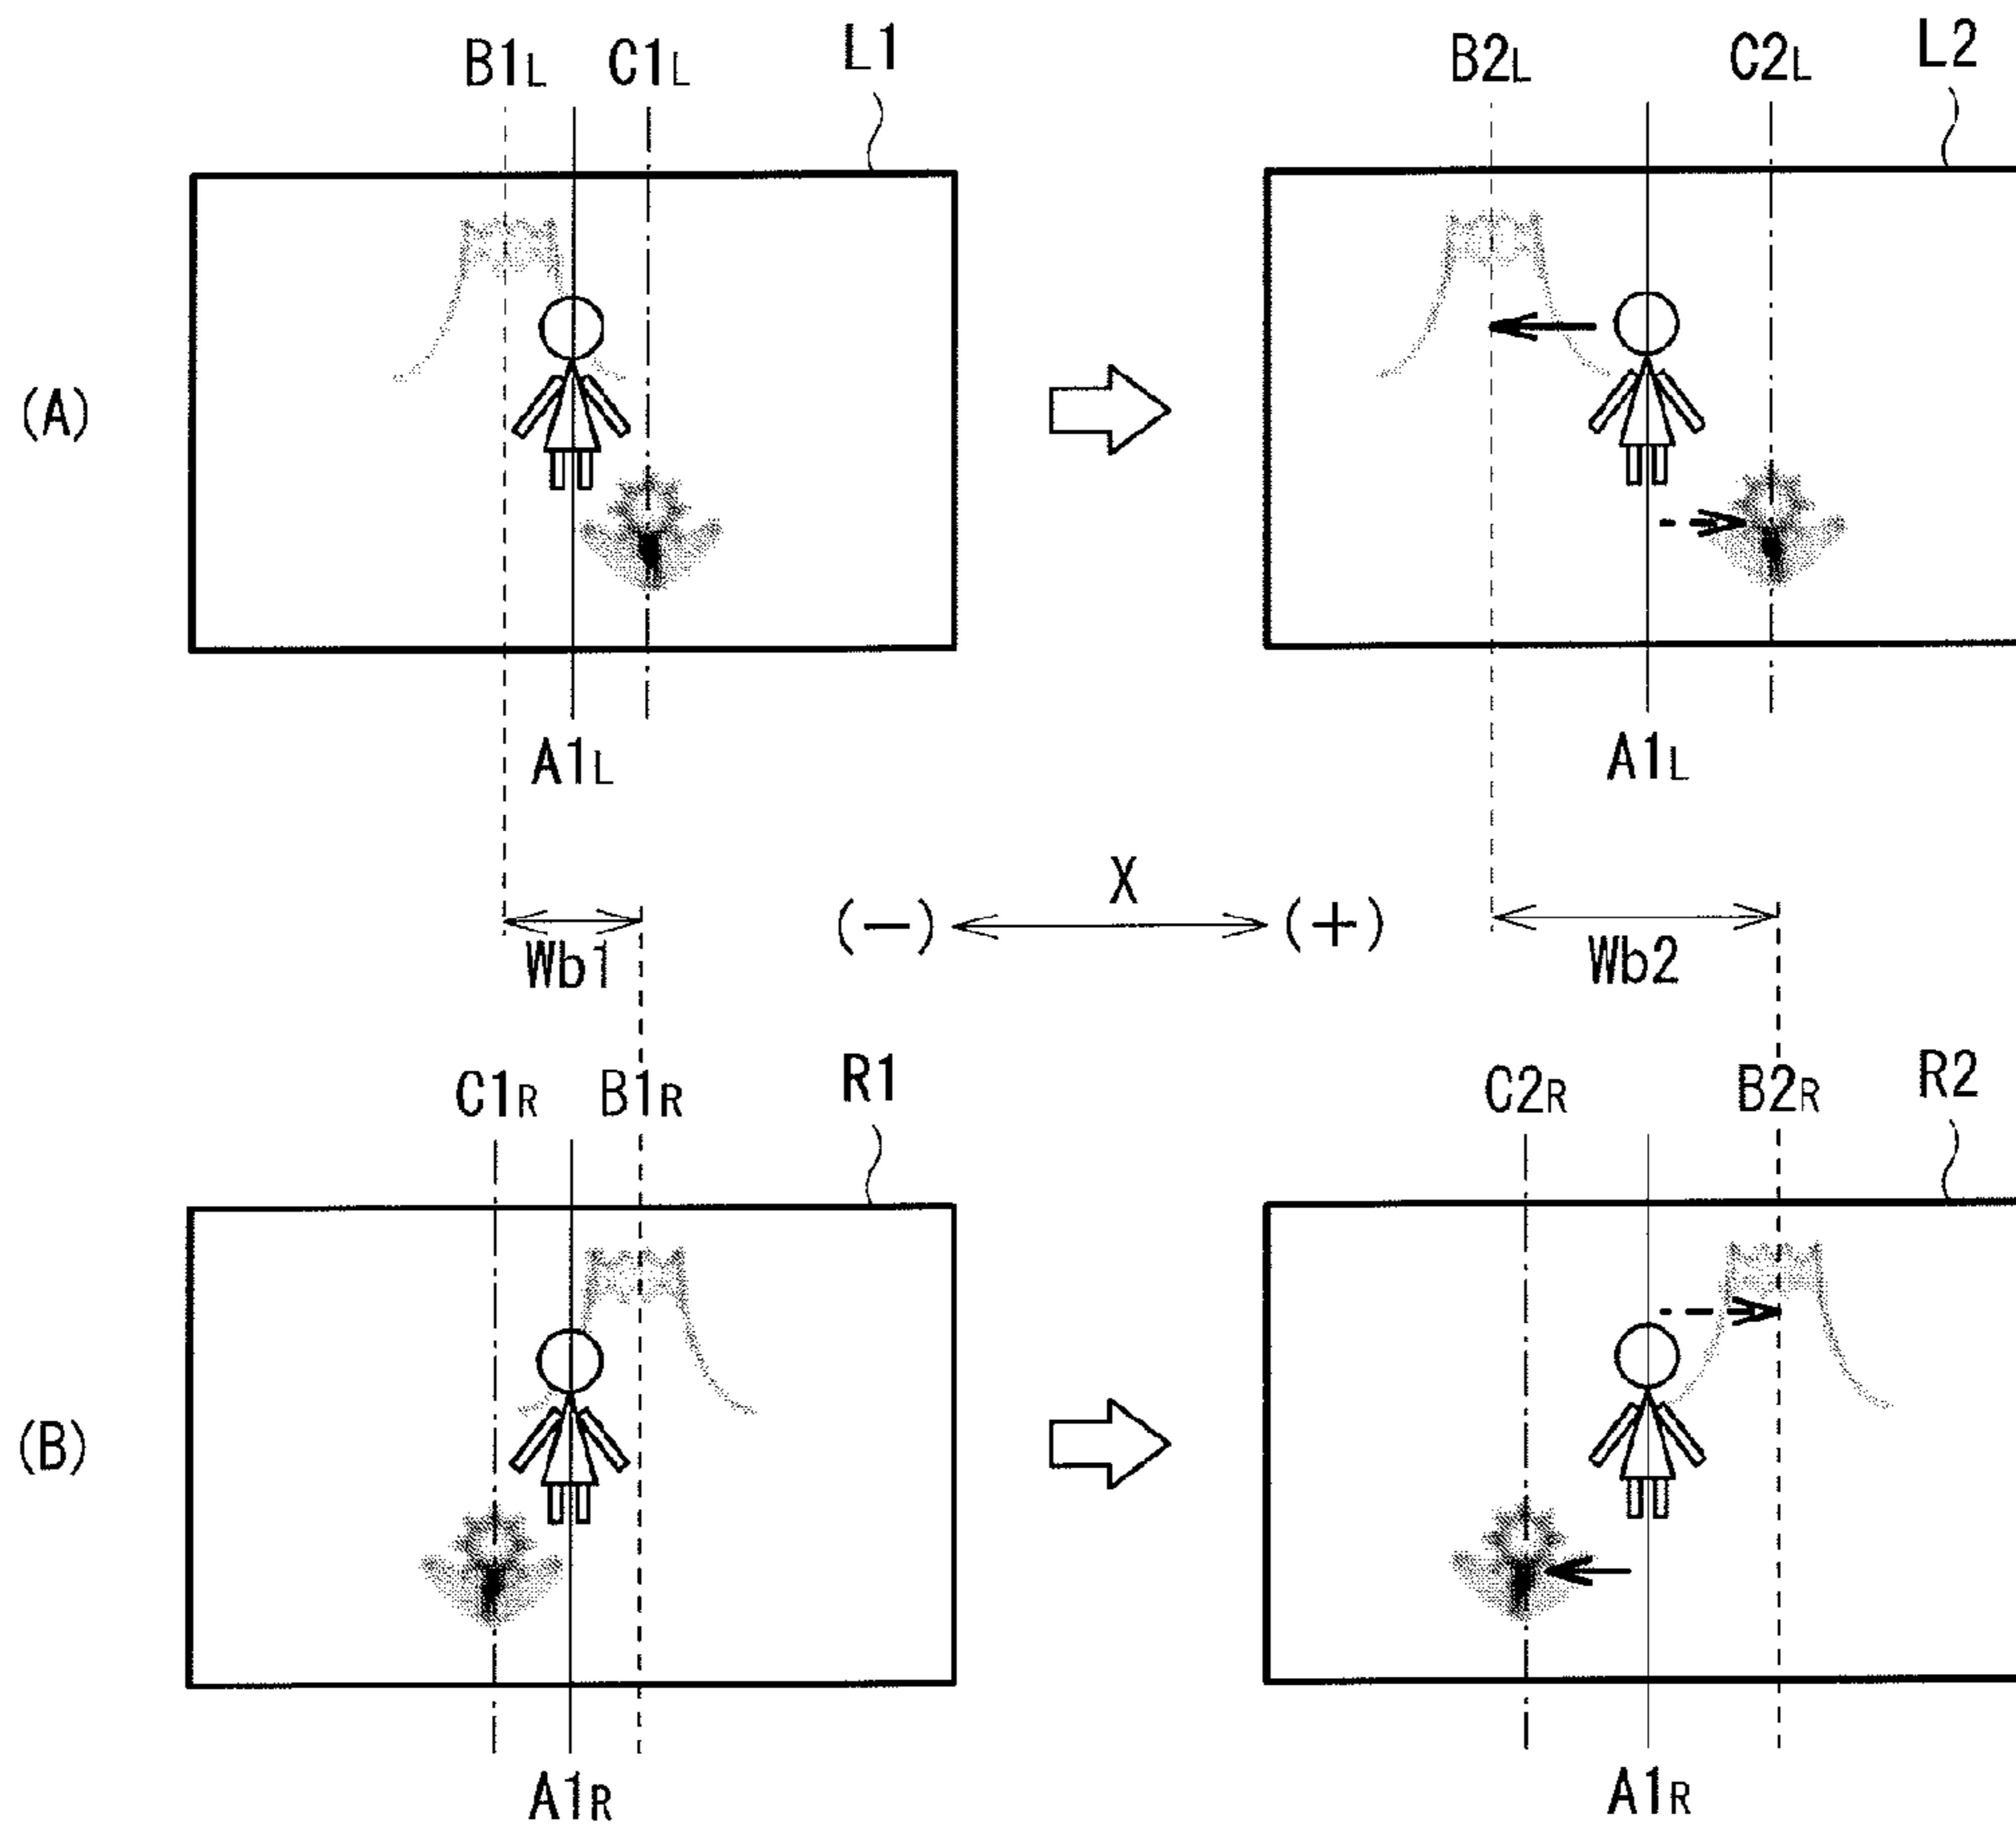 B1L C1L L1 B2L C2L L2
(A)
A1L A1L
(−) X (+)
Wb1 Wb2
C1R B1R R1 C2R B2R R2
(B)
A1R A1R